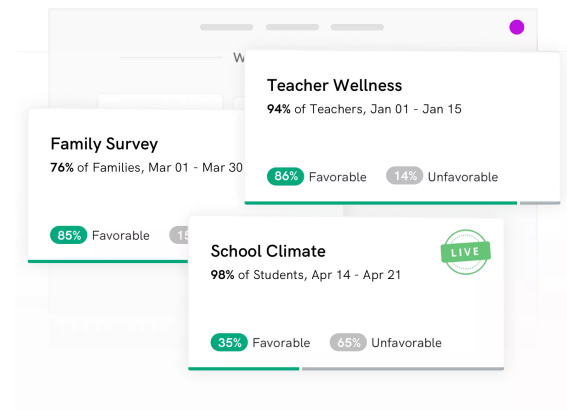 W
Teacher Wellness
94% of Teachers, Jan 01 - Jan 15
86% Favorable 14% Unfavorable
Family Survey
76% of Families, Mar 01 - Mar 30
85% Favorable 15
School Climate
LIVE
98% of Students, Apr 14 - Apr 21
35% Favorable 65% Unfavorable